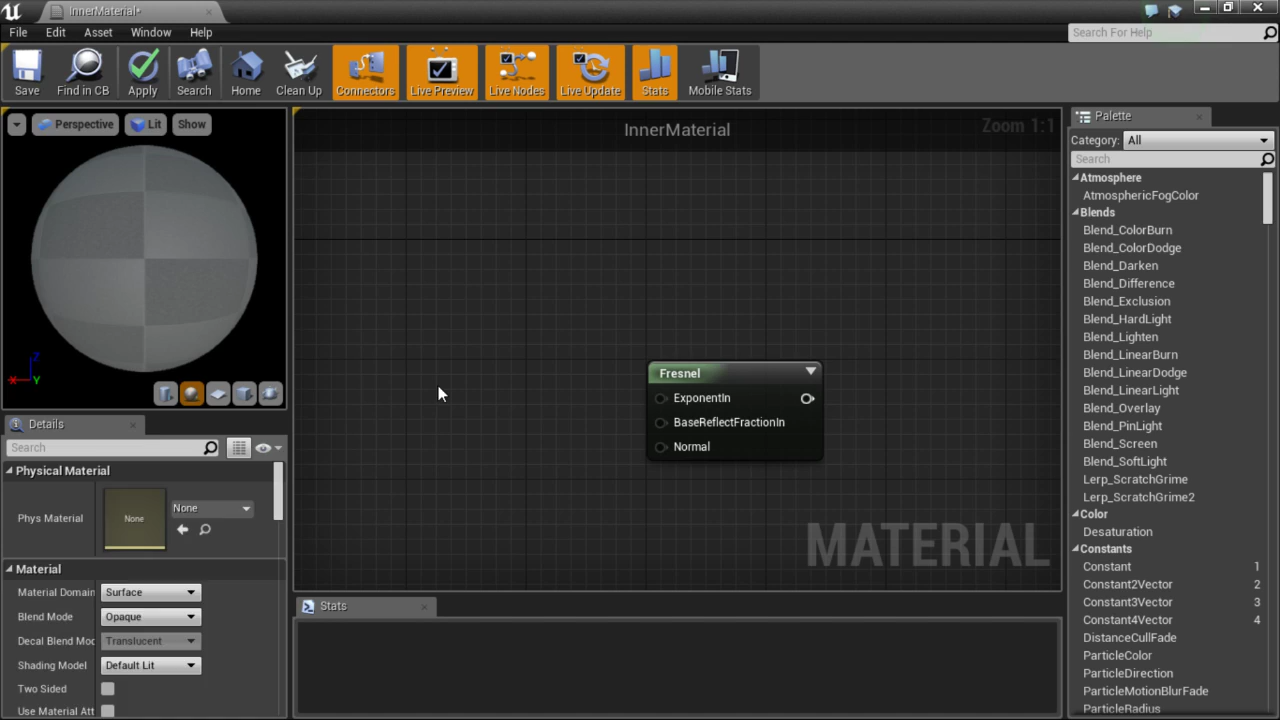 InnerMaterial*
File Edit Asset Window Help
Search For Help
Save Find in CB Apply Search Home Clean Up Connectors Live Preview Live Nodes Live Update Stats Mobile Stats
Perspective Lit Show
InnerMaterial
Zoom 1:1
Z
X Y
Fresnel
ExponentIn
BaseReflectFractionIn
Normal
MATERIAL
Details
Search
Physical Material
Phys Material None None
Material
Material Domain Surface
Blend Mode Opaque
Decal Blend Moc Translucent
Shading Model Default Lit
Two Sided
Use Material Att
Stats
Palette
Category: All
Search
Atmosphere
AtmosphericFogColor
Blends
Blend_ColorBurn
Blend_ColorDodge
Blend_Darken
Blend_Difference
Blend_Exclusion
Blend_HardLight
Blend_Lighten
Blend_LinearBurn
Blend_LinearDodge
Blend_LinearLight
Blend_Overlay
Blend_PinLight
Blend_Screen
Blend_SoftLight
Lerp_ScratchGrime
Lerp_ScratchGrime2
Color
Desaturation
Constants
Constant 1
Constant2Vector 2
Constant3Vector 3
Constant4Vector 4
DistanceCullFade
ParticleColor
ParticleDirection
ParticleMotionBlurFade
ParticleRadius